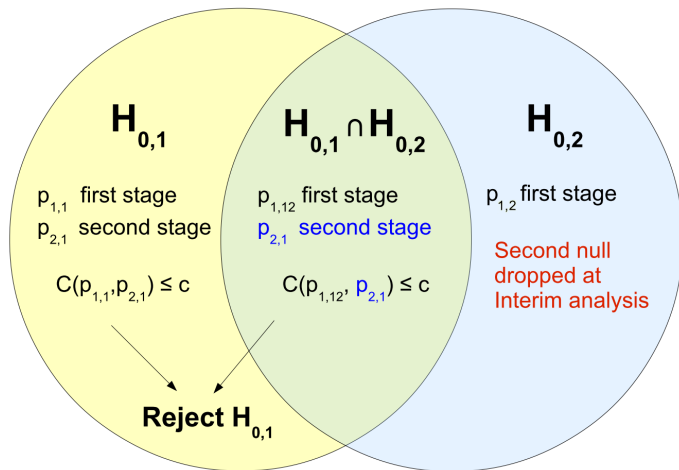 H0,1
p1,1 first stage
p2,1 second stage
C(p1,1,p2,1) ≤ c
H0,1 ∩ H0,2
p1,12 first stage
p2,1 second stage
C(p1,12, p2,1) ≤ c
H0,2
p1,2 first stage
Second null
dropped at
Interim analysis
Reject H0,1